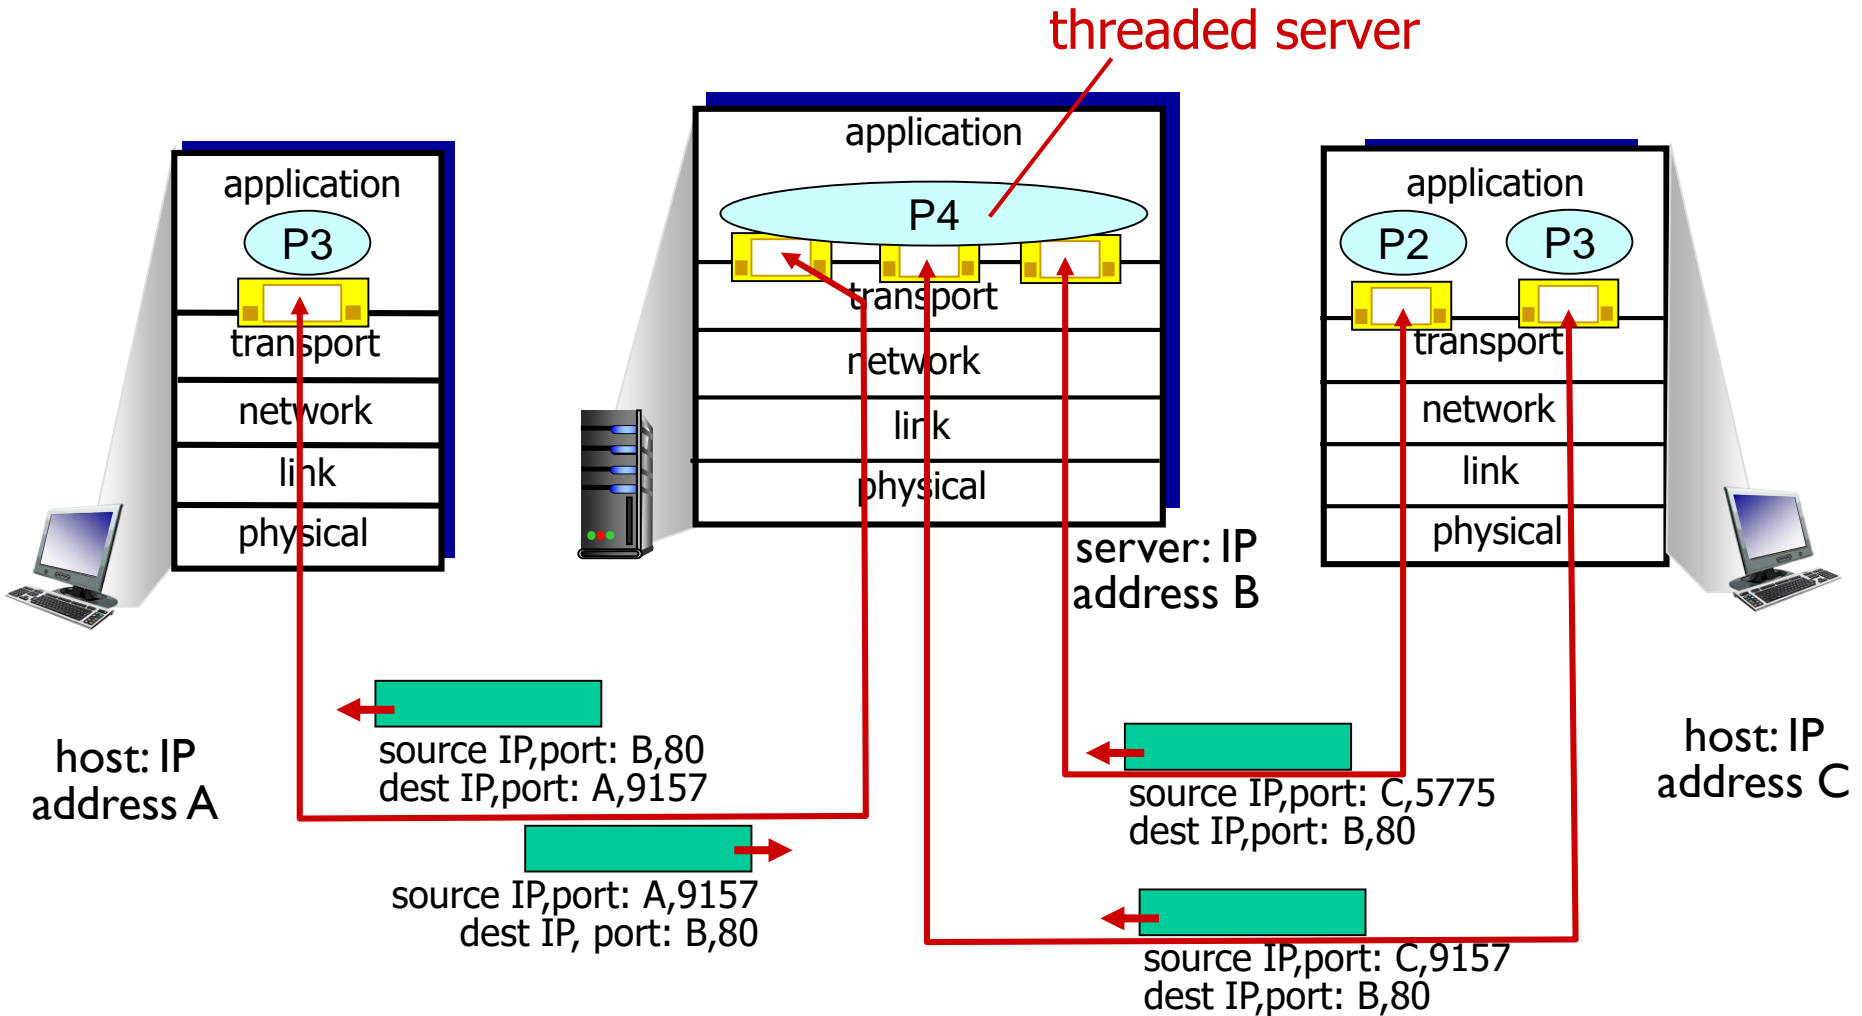 threaded server
application
P3
transport
network
link
physical
application
P4
transport
network
link
physical
application
P2
P3
transport
network
link
physical
server: IP
address B
host: IP
address A
source IP,port: B,80
dest IP,port: A,9157
source IP,port: A,9157
dest IP, port: B,80
source IP,port: C,5775
dest IP,port: B,80
source IP,port: C,9157
dest IP,port: B,80
host: IP
address C